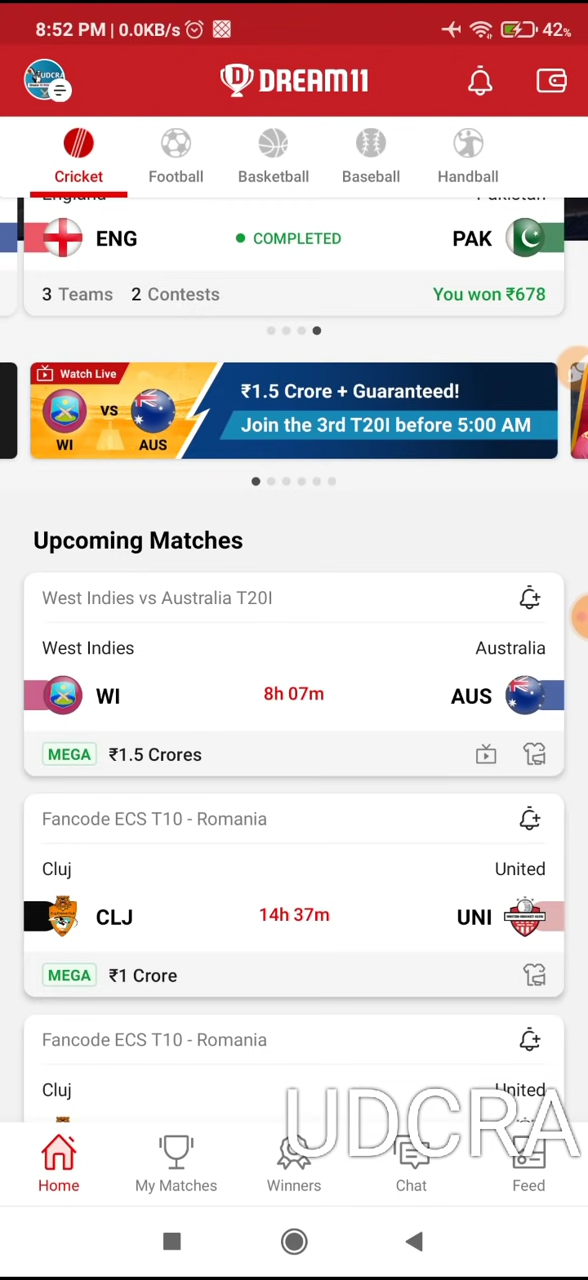 8:52 PM | 0.0KB/s 42%
UDCRA
DREAM11
Cricket Football Basketball Baseball Handball
England Pakistan
ENG COMPLETED PAK
3 Teams 2 Contests You won ₹678
Watch Live
WI vs AUS
₹1.5 Crore + Guaranteed!
Join the 3rd T20I before 5:00 AM
Upcoming Matches
West Indies vs Australia T20I
West Indies Australia
WI 8h 07m AUS
MEGA ₹1.5 Crores
Fancode ECS T10 - Romania
Cluj United
CLJ 14h 37m UNI
MEGA ₹1 Crore
Fancode ECS T10 - Romania
Cluj United
UDCRA
Home My Matches Winners Chat Feed